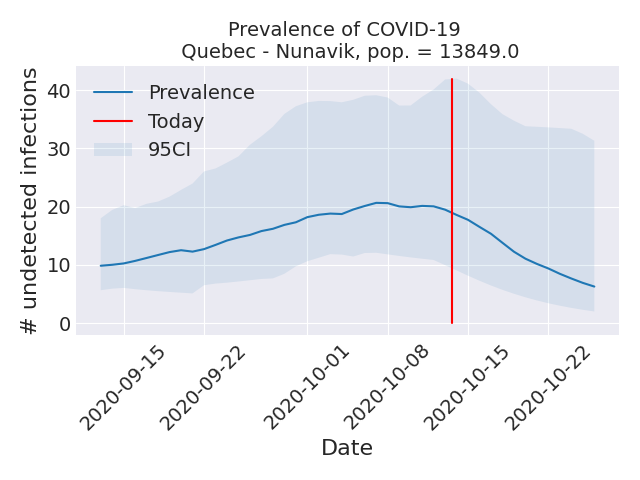 Prevalence of COVID-19
Quebec - Nunavik, pop. = 13849.0
# undetected infections
40
30
20
10
0
Prevalence
Today
95CI
2020-09-15
2020-09-22
2020-10-01
2020-10-08
2020-10-15
2020-10-22
Date